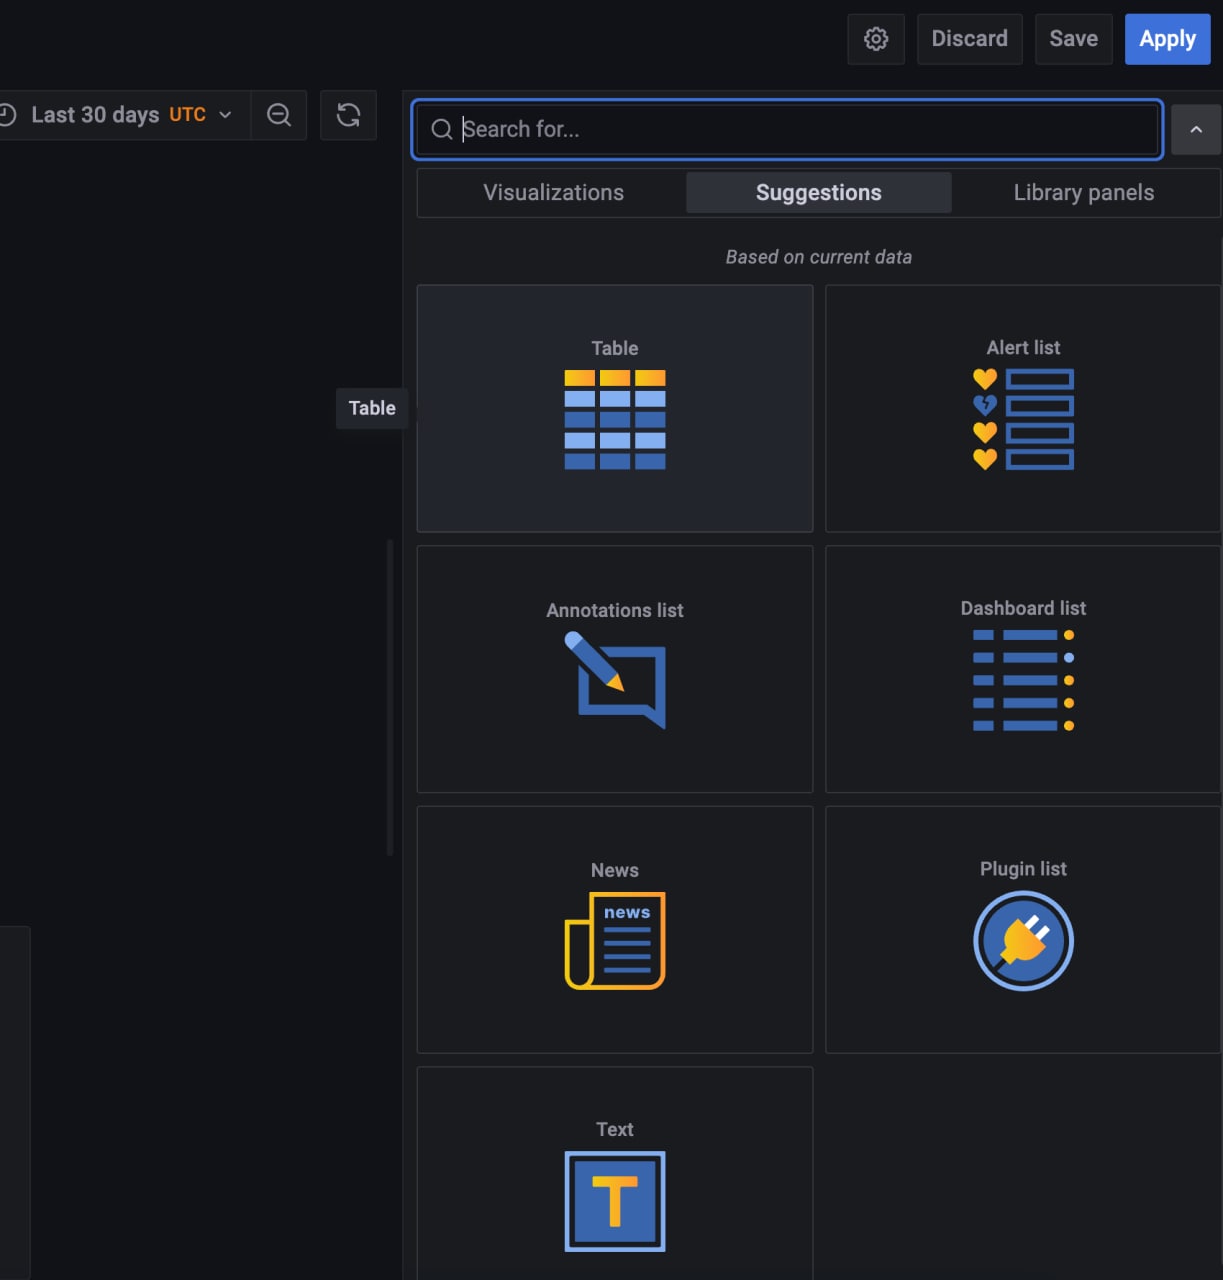 Discard
Save
Apply
Last 30 days UTC
Search for...
Visualizations
Suggestions
Library panels
Based on current data
Table
Alert list
Table
Annotations list
Dashboard list
News
news
Plugin list
Text
T